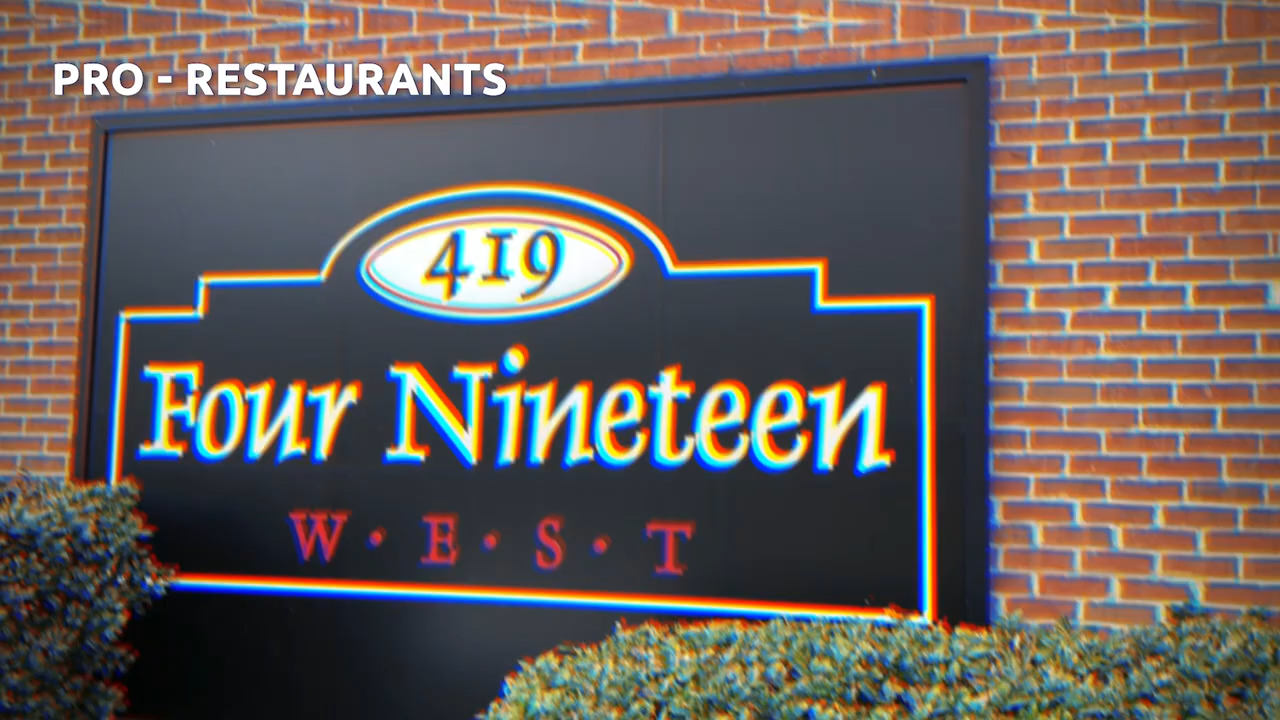 PRO - RESTAURANTS
419
Four Nineteen
W · E · S · T